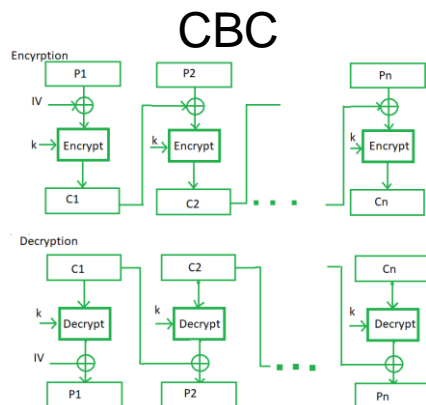 CBC
Encyrption
P1 P2 Pn
IV
k Encrypt k Encrypt k Encrypt
C1 C2 Cn
Decryption
C1 C2 Cn
k k k
Decrypt Decrypt Decrypt
IV
P1 P2 Pn